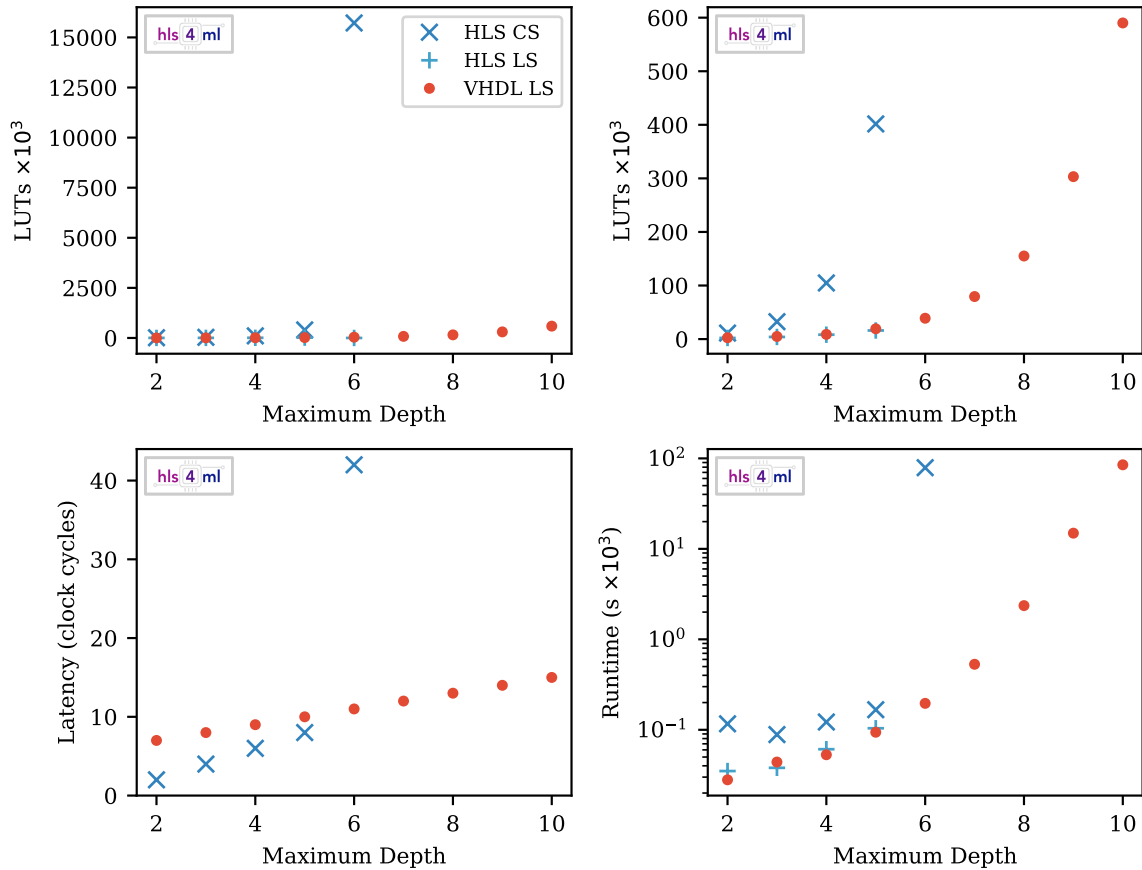 hls 4 ml
HLS CS
HLS LS
VHDL LS
LUTs ×10³
15000
12500
10000
7500
5000
2500
0
2 4 6 8 10
Maximum Depth
hls 4 ml
LUTs ×10³
600
500
400
300
200
100
0
2 4 6 8 10
Maximum Depth
hls 4 ml
Latency (clock cycles)
40
30
20
10
0
2 4 6 8 10
Maximum Depth
hls 4 ml
Runtime (s ×10³)
10²
10¹
10⁰
10⁻¹
2 4 6 8 10
Maximum Depth